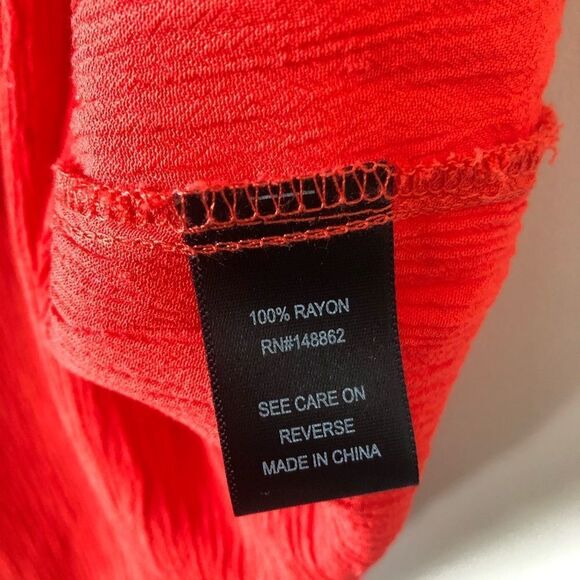 100% RAYON
RN#148862
SEE CARE ON
REVERSE
MADE IN CHINA